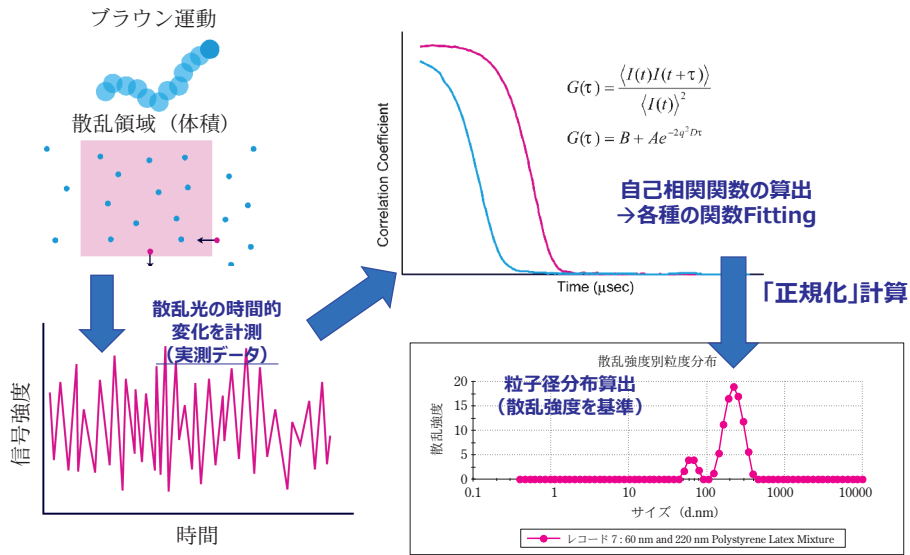 ブラウン運動
散乱領域（体積）
散乱光の時間的
変化を計測
（実測データ）
信号強度
時間
Correlation Coefficient
Time (μsec)
G(τ) = ⟨I(t)I(t+τ)⟩ / ⟨I(t)⟩²
G(τ) = B + Ae^{-2q²Dτ}
自己相関関数の算出
→各種の関数Fitting
「正規化」計算
散乱強度別粒度分布
粒子径分布算出
（散乱強度を基準）
散乱強度
20
15
10
5
0
0.1 1 10 100 1000 10000
サイズ（d.nm）
レコード 7 : 60 nm and 220 nm Polystyrene Latex Mixture